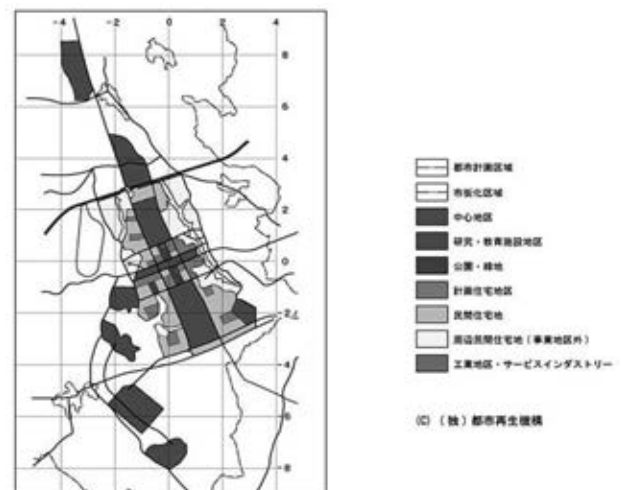 -4 -2 0 2 4
8
6
4
2
0
-2
-4
-6
-8
都市計画区域
市街化区域
中心地区
研究・教育施設地区
公園・緑地
計画住宅地区
民間住宅地
周辺民間住宅地(事業地区外)
工業地区・サービスインダストリー
(C) (独)都市再生機構